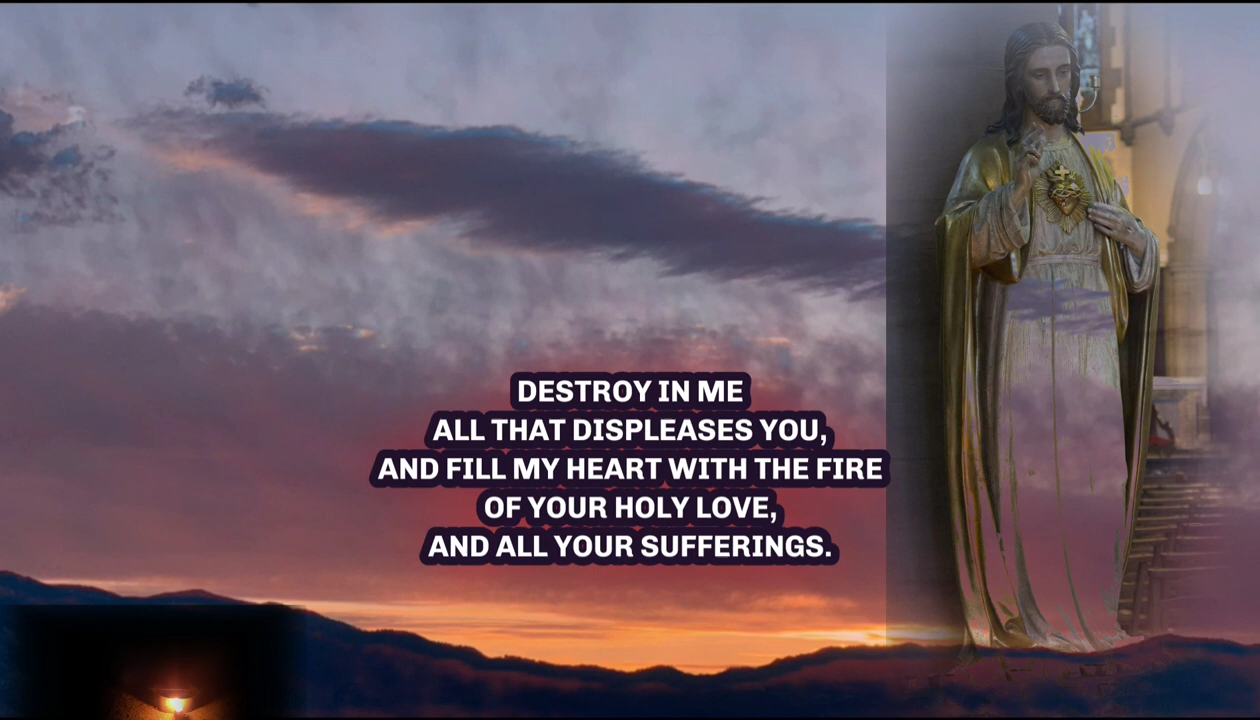 DESTROY IN ME
ALL THAT DISPLEASES YOU,
AND FILL MY HEART WITH THE FIRE
OF YOUR HOLY LOVE,
AND ALL YOUR SUFFERINGS.